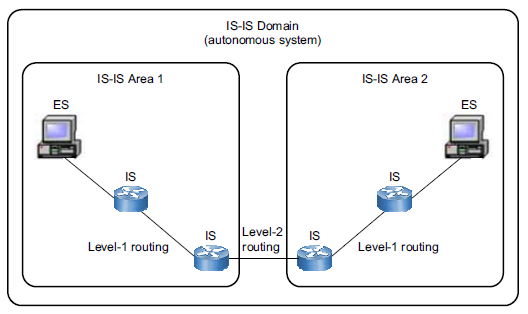 IS-IS Domain
(autonomous system)
IS-IS Area 1
IS-IS Area 2
ES
ES
IS
IS
IS
Level-2
routing
IS
Level-1 routing
Level-1 routing